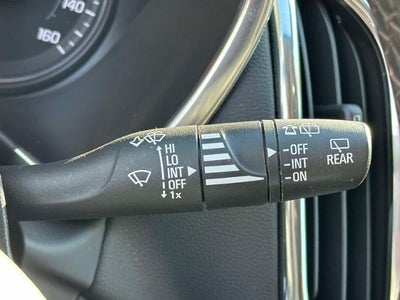 140
160
HI
LO
INT
OFF
1x
-OFF
-INT
-ON
REAR